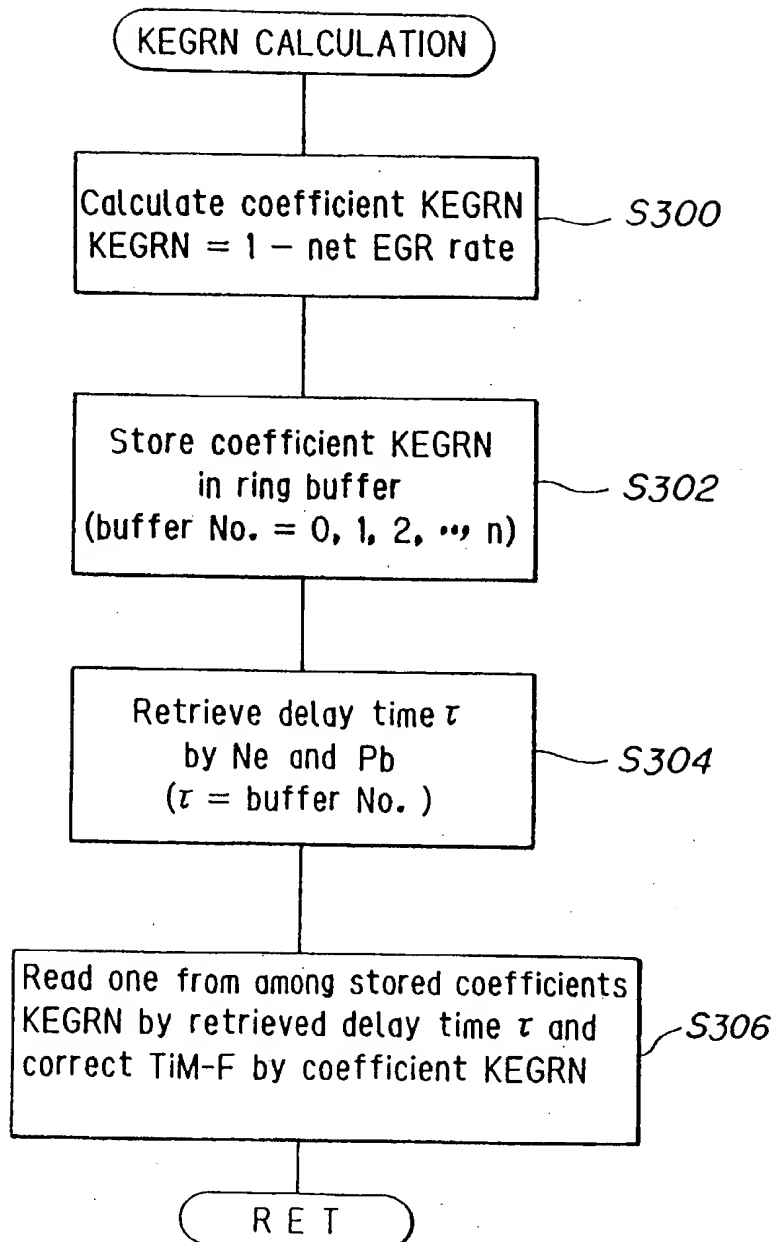 KEGRN CALCULATION
Calculate coefficient KEGRN
KEGRN = 1 – net EGR rate
S300
Store coefficient KEGRN
in ring buffer
(buffer No. = 0, 1, 2, ··, n)
S302
Retrieve delay time τ
by Ne and Pb
(τ = buffer No. )
S304
Read one from among stored coefficients
KEGRN by retrieved delay time τ and
correct TiM-F by coefficient KEGRN
S306
RET